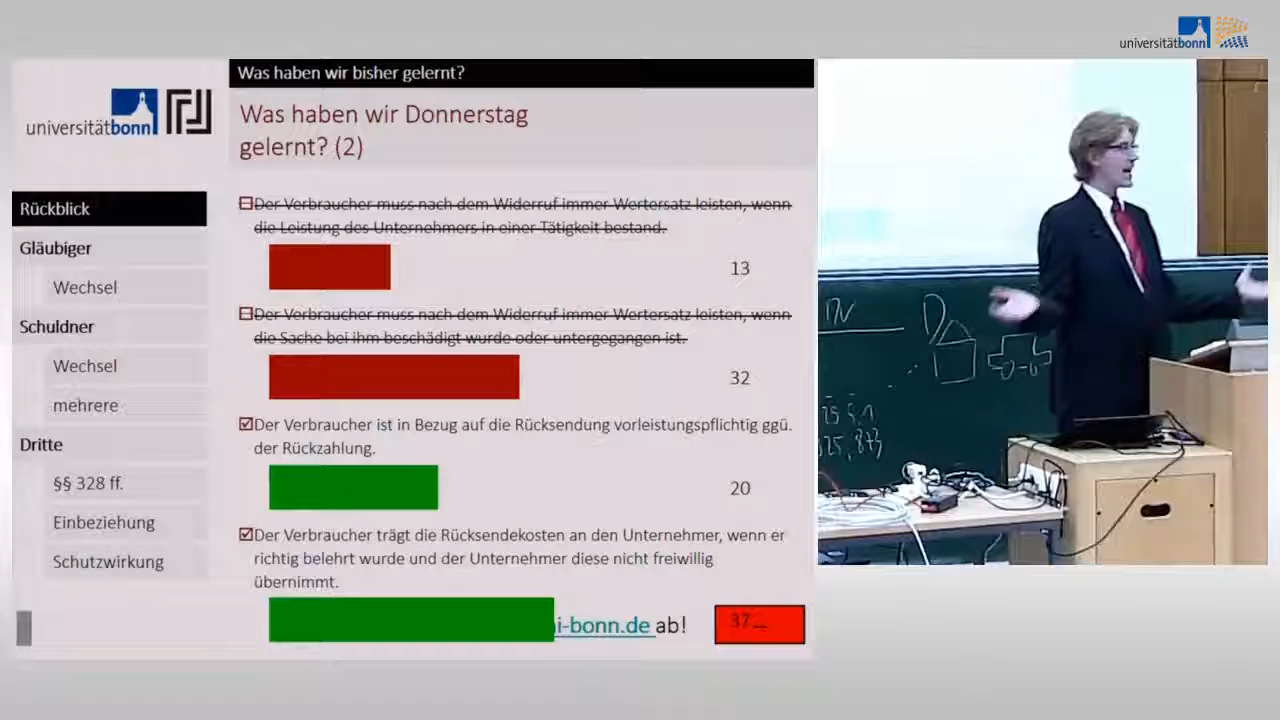 universitätbonn
Was haben wir bisher gelernt?
universitätbonn
Was haben wir Donnerstag
gelernt? (2)
Rückblick
Gläubiger
Wechsel
Schuldner
Wechsel
mehrere
Dritte
§§ 328 ff.
Einbeziehung
Schutzwirkung
Der Verbraucher muss nach dem Widerruf immer Wertersatz leisten, wenn
die Leistung des Unternehmers in einer Tätigkeit bestand.
13
Der Verbraucher muss nach dem Widerruf immer Wertersatz leisten, wenn
die Sache bei ihm beschädigt wurde oder untergegangen ist.
32
Der Verbraucher ist in Bezug auf die Rücksendung vorleistungspflichtig ggü.
der Rückzahlung.
20
Der Verbraucher trägt die Rücksendekosten an den Unternehmer, wenn er
richtig belehrt wurde und der Unternehmer diese nicht freiwillig
übernimmt.
i-bonn.de ab!
37